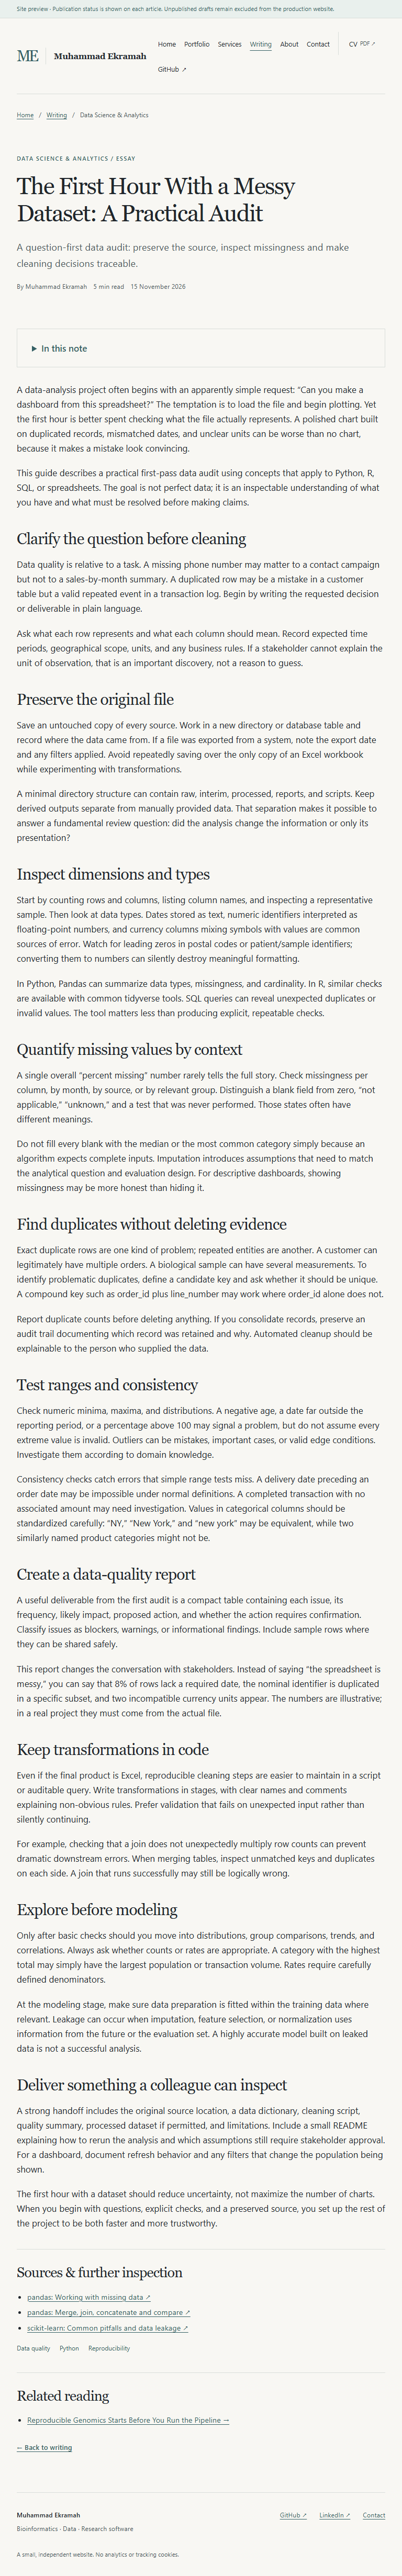 Site preview · Publication status is shown on each article. Unpublished drafts remain excluded from the production website.
ME
Muhammad Ekramah
Home Portfolio Services Writing About Contact CV PDF ↗
GitHub ↗
Home / Writing / Data Science & Analytics
DATA SCIENCE & ANALYTICS / ESSAY
The First Hour With a Messy
Dataset: A Practical Audit
A question-first data audit: preserve the source, inspect missingness and make
cleaning decisions traceable.
By Muhammad Ekramah 5 min read 15 November 2026
▶ In this note
A data-analysis project often begins with an apparently simple request: “Can you make a
dashboard from this spreadsheet?” The temptation is to load the file and begin plotting. Yet
the first hour is better spent checking what the file actually represents. A polished chart built
on duplicated records, mismatched dates, and unclear units can be worse than no chart,
because it makes a mistake look convincing.
This guide describes a practical first-pass data audit using concepts that apply to Python, R,
SQL, or spreadsheets. The goal is not perfect data; it is an inspectable understanding of what
you have and what must be resolved before making claims.
Clarify the question before cleaning
Data quality is relative to a task. A missing phone number may matter to a contact campaign
but not to a sales-by-month summary. A duplicated row may be a mistake in a customer
table but a valid repeated event in a transaction log. Begin by writing the requested decision
or deliverable in plain language.
Ask what each row represents and what each column should mean. Record expected time
periods, geographical scope, units, and any business rules. If a stakeholder cannot explain the
unit of observation, that is an important discovery, not a reason to guess.
Preserve the original file
Save an untouched copy of every source. Work in a new directory or database table and
record where the data came from. If a file was exported from a system, note the export date
and any filters applied. Avoid repeatedly saving over the only copy of an Excel workbook
while experimenting with transformations.
A minimal directory structure can contain raw, interim, processed, reports, and scripts. Keep
derived outputs separate from manually provided data. That separation makes it possible to
answer a fundamental review question: did the analysis change the information or only its
presentation?
Inspect dimensions and types
Start by counting rows and columns, listing column names, and inspecting a representative
sample. Then look at data types. Dates stored as text, numeric identifiers interpreted as
floating-point numbers, and currency columns mixing symbols with values are common
sources of error. Watch for leading zeros in postal codes or patient/sample identifiers;
converting them to numbers can silently destroy meaningful formatting.
In Python, Pandas can summarize data types, missingness, and cardinality. In R, similar checks
are available with common tidyverse tools. SQL queries can reveal unexpected duplicates or
invalid values. The tool matters less than producing explicit, repeatable checks.
Quantify missing values by context
A single overall “percent missing” number rarely tells the full story. Check missingness per
column, by month, by source, or by relevant group. Distinguish a blank field from zero, “not
applicable,” “unknown,” and a test that was never performed. Those states often have
different meanings.
Do not fill every blank with the median or the most common category simply because an
algorithm expects complete inputs. Imputation introduces assumptions that need to match
the analytical question and evaluation design. For descriptive dashboards, showing
missingness may be more honest than hiding it.
Find duplicates without deleting evidence
Exact duplicate rows are one kind of problem; repeated entities are another. A customer can
legitimately have multiple orders. A biological sample can have several measurements. To
identify problematic duplicates, define a candidate key and ask whether it should be unique.
A compound key such as order_id plus line_number may work where order_id alone does not.
Report duplicate counts before deleting anything. If you consolidate records, preserve an
audit trail documenting which record was retained and why. Automated cleanup should be
explainable to the person who supplied the data.
Test ranges and consistency
Check numeric minima, maxima, and distributions. A negative age, a date far outside the
reporting period, or a percentage above 100 may signal a problem, but do not assume every
extreme value is invalid. Outliers can be mistakes, important cases, or valid edge conditions.
Investigate them according to domain knowledge.
Consistency checks catch errors that simple range tests miss. A delivery date preceding an
order date may be impossible under normal definitions. A completed transaction with no
associated amount may need investigation. Values in categorical columns should be
standardized carefully: “NY,” “New York,” and “new york” may be equivalent, while two
similarly named product categories might not be.
Create a data-quality report
A useful deliverable from the first audit is a compact table containing each issue, its
frequency, likely impact, proposed action, and whether the action requires confirmation.
Classify issues as blockers, warnings, or informational findings. Include sample rows where
they can be shared safely.
This report changes the conversation with stakeholders. Instead of saying “the spreadsheet is
messy,” you can say that 8% of rows lack a required date, the nominal identifier is duplicated
in a specific subset, and two incompatible currency units appear. The numbers are illustrative;
in a real project they must come from the actual file.
Keep transformations in code
Even if the final product is Excel, reproducible cleaning steps are easier to maintain in a script
or auditable query. Write transformations in stages, with clear names and comments
explaining non-obvious rules. Prefer validation that fails on unexpected input rather than
silently continuing.
For example, checking that a join does not unexpectedly multiply row counts can prevent
dramatic downstream errors. When merging tables, inspect unmatched keys and duplicates
on each side. A join that runs successfully may still be logically wrong.
Explore before modeling
Only after basic checks should you move into distributions, group comparisons, trends, and
correlations. Always ask whether counts or rates are appropriate. A category with the highest
total may simply have the largest population or transaction volume. Rates require carefully
defined denominators.
At the modeling stage, make sure data preparation is fitted within the training data where
relevant. Leakage can occur when imputation, feature selection, or normalization uses
information from the future or the evaluation set. A highly accurate model built on leaked
data is not a successful analysis.
Deliver something a colleague can inspect
A strong handoff includes the original source location, a data dictionary, cleaning script,
quality summary, processed dataset if permitted, and limitations. Include a small README
explaining how to rerun the analysis and which assumptions still require stakeholder approval.
For a dashboard, document refresh behavior and any filters that change the population being
shown.
The first hour with a dataset should reduce uncertainty, not maximize the number of charts.
When you begin with questions, explicit checks, and a preserved source, you set up the rest of
the project to be both faster and more trustworthy.
Sources & further inspection
• pandas: Working with missing data ↗
• pandas: Merge, join, concatenate and compare ↗
• scikit-learn: Common pitfalls and data leakage ↗
Data quality Python Reproducibility
Related reading
• Reproducible Genomics Starts Before You Run the Pipeline →
← Back to writing
Muhammad Ekramah
GitHub ↗ LinkedIn ↗ Contact
Bioinformatics · Data · Research software
A small, independent website. No analytics or tracking cookies.